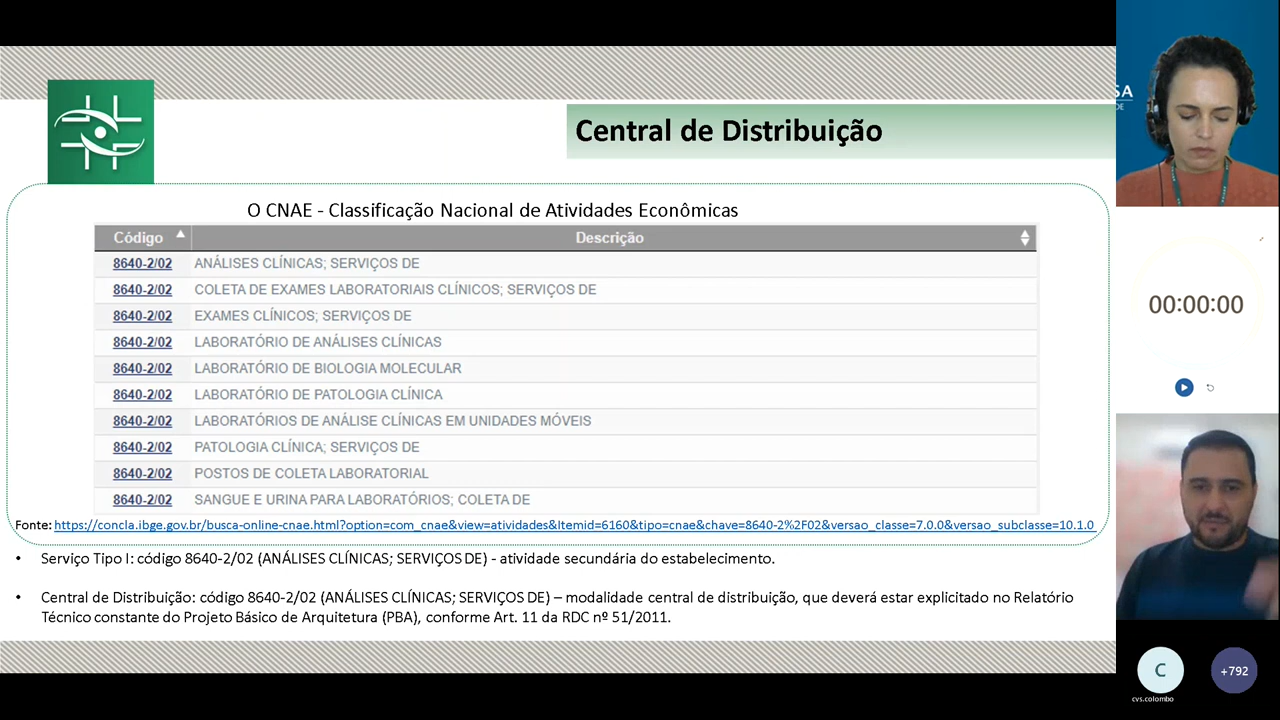 Central de Distribuição
O CNAE - Classificação Nacional de Atividades Econômicas
Código Descrição
8640-2/02 ANÁLISES CLÍNICAS; SERVIÇOS DE
8640-2/02 COLETA DE EXAMES LABORATORIAIS CLÍNICOS; SERVIÇOS DE
8640-2/02 EXAMES CLÍNICOS; SERVIÇOS DE
8640-2/02 LABORATÓRIO DE ANÁLISES CLÍNICAS
8640-2/02 LABORATÓRIO DE BIOLOGIA MOLECULAR
8640-2/02 LABORATÓRIO DE PATOLOGIA CLÍNICA
8640-2/02 LABORATÓRIOS DE ANÁLISE CLÍNICAS EM UNIDADES MÓVEIS
8640-2/02 PATOLOGIA CLÍNICA; SERVIÇOS DE
8640-2/02 POSTOS DE COLETA LABORATORIAL
8640-2/02 SANGUE E URINA PARA LABORATÓRIOS; COLETA DE
Fonte: https://concla.ibge.gov.br/busca-online-cnae.html?option=com_cnae&view=atividades&Itemid=6160&tipo=cnae&chave=8640-2%2F02&versao_classe=7.0.0&versao_subclasse=10.1.0
• Serviço Tipo I: código 8640-2/02 (ANÁLISES CLÍNICAS; SERVIÇOS DE) - atividade secundária do estabelecimento.
• Central de Distribuição: código 8640-2/02 (ANÁLISES CLÍNICAS; SERVIÇOS DE) – modalidade central de distribuição, que deverá estar explicitado no Relatório
Técnico constante do Projeto Básico de Arquitetura (PBA), conforme Art. 11 da RDC nº 51/2011.
SA
DE
00:00:00
C
+792
cvs.colombo